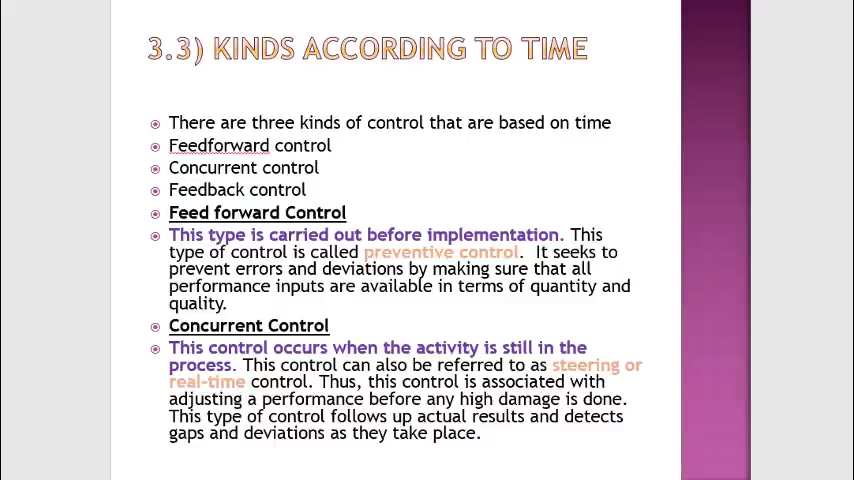 3.3) KINDS ACCORDING TO TIME
There are three kinds of control that are based on time
Feedforward control
Concurrent control
Feedback control
Feed forward Control
This type is carried out before implementation. This
type of control is called preventive control.  It seeks to
prevent errors and deviations by making sure that all
performance inputs are available in terms of quantity and
quality.
Concurrent Control
This control occurs when the activity is still in the
process. This control can also be referred to as steering or
real-time control. Thus, this control is associated with
adjusting a performance before any high damage is done.
This type of control follows up actual results and detects
gaps and deviations as they take place.